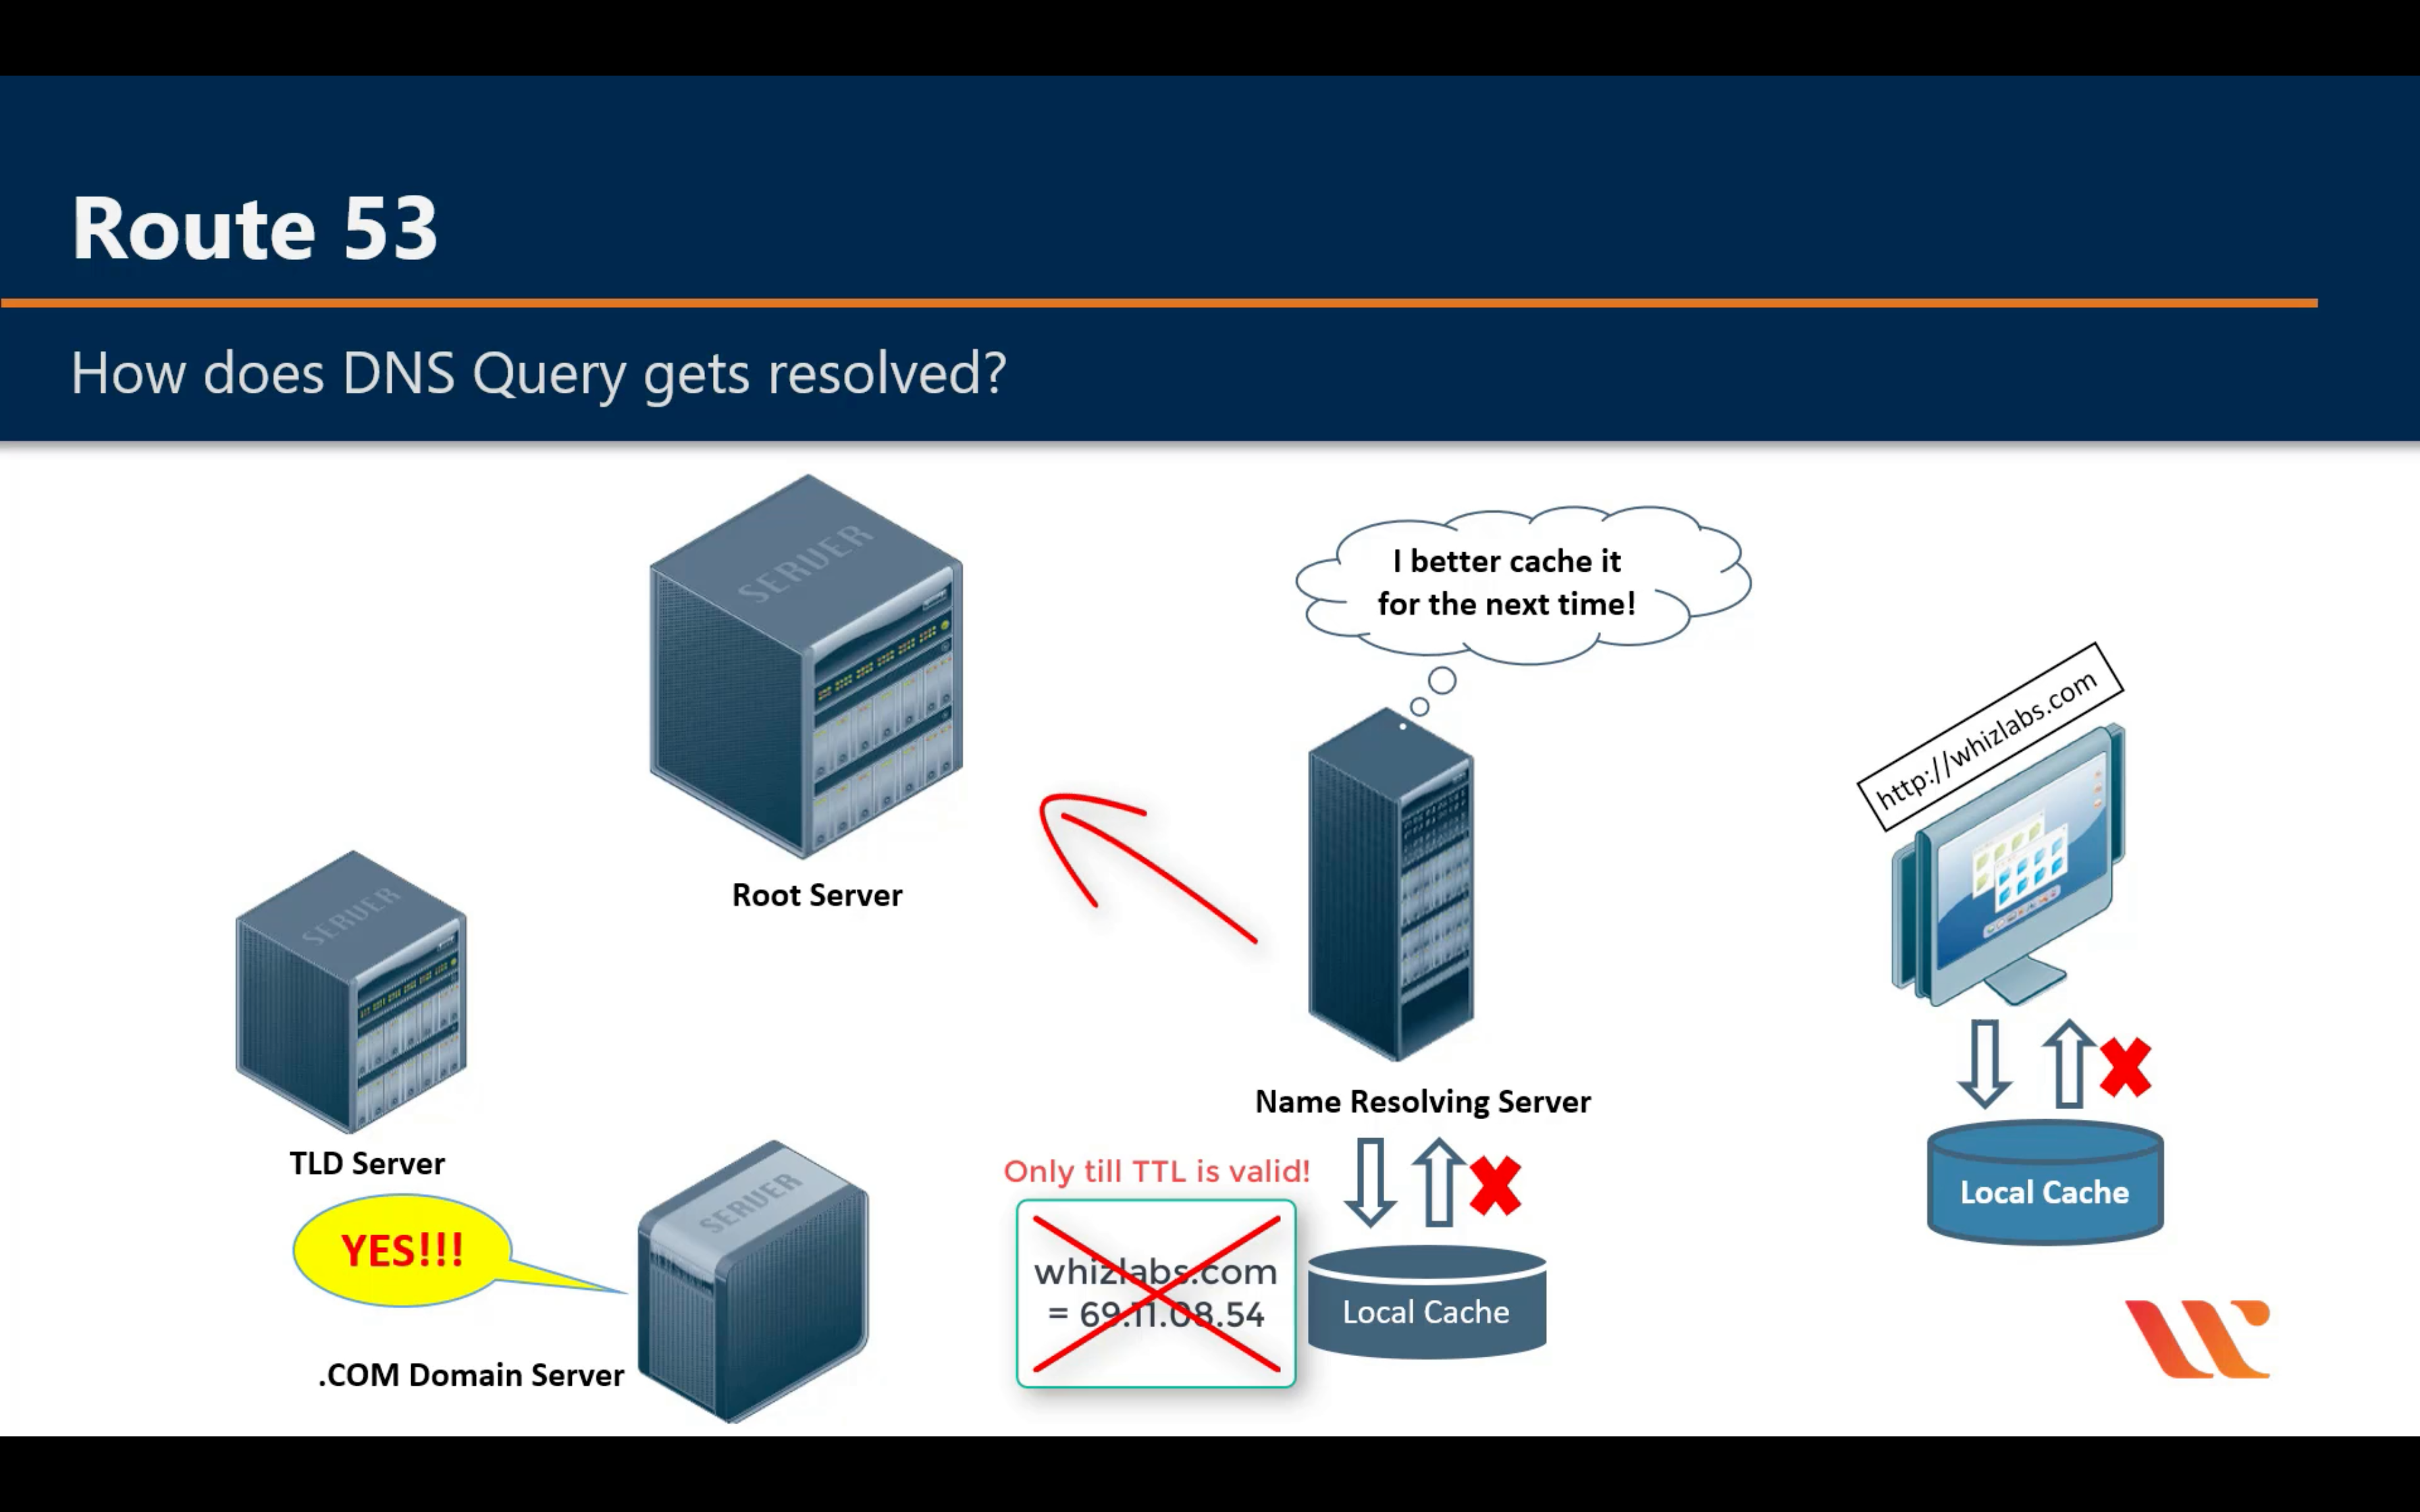 Route 53
How does DNS Query gets resolved?
SERVER
I better cache it
for the next time!
http://whizlabs.com
Root Server
SERVER
Name Resolving Server
TLD Server
Only till TTL is valid!
SERVER
YES!!!
whizlabs.com
= 69.11.08.54
Local Cache
Local Cache
.COM Domain Server